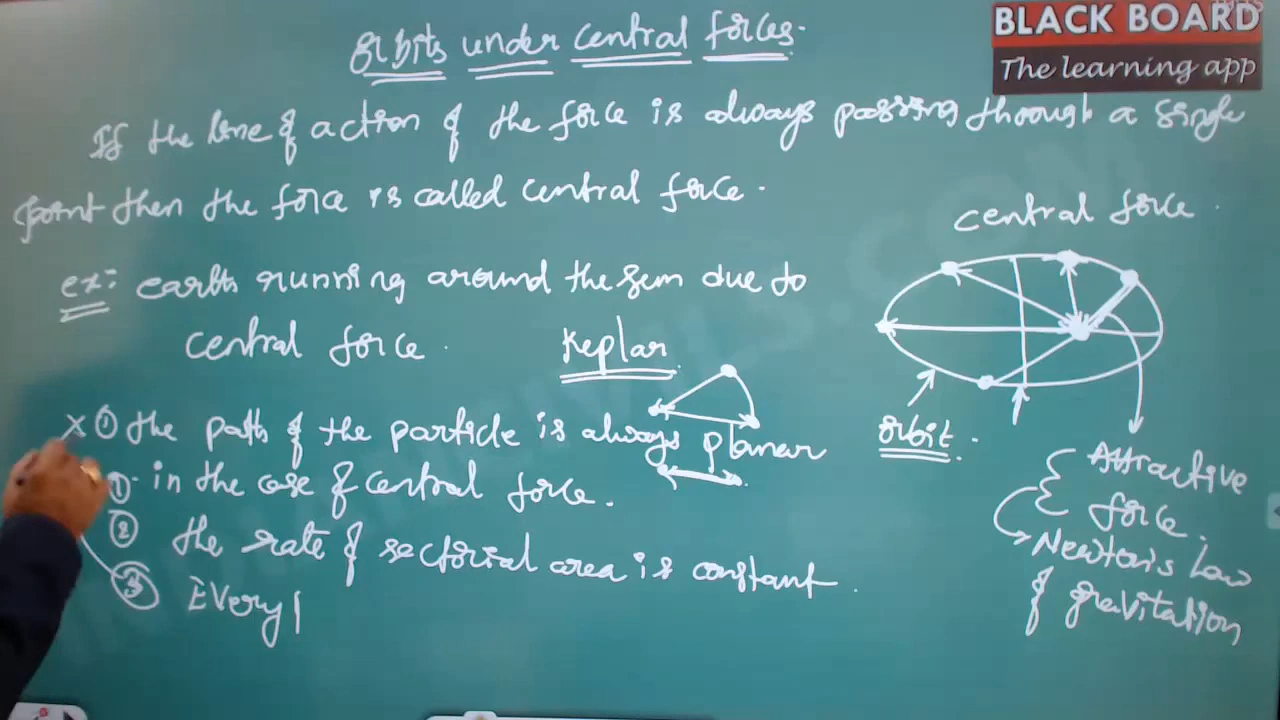 Orbits under central forces.
BLACK BOARD
The learning app
If the line of action of the force is always passing through a single
point then the force is called central force.
ex: earth running around the sun due to
central force.
Keplar
central force.
orbit.
Attractive
force.
Newton's Law
of gravitation
x ① the path of the particle is always planar
① in the case of central force.
② the rate of sectorial area is constant.
③ Every